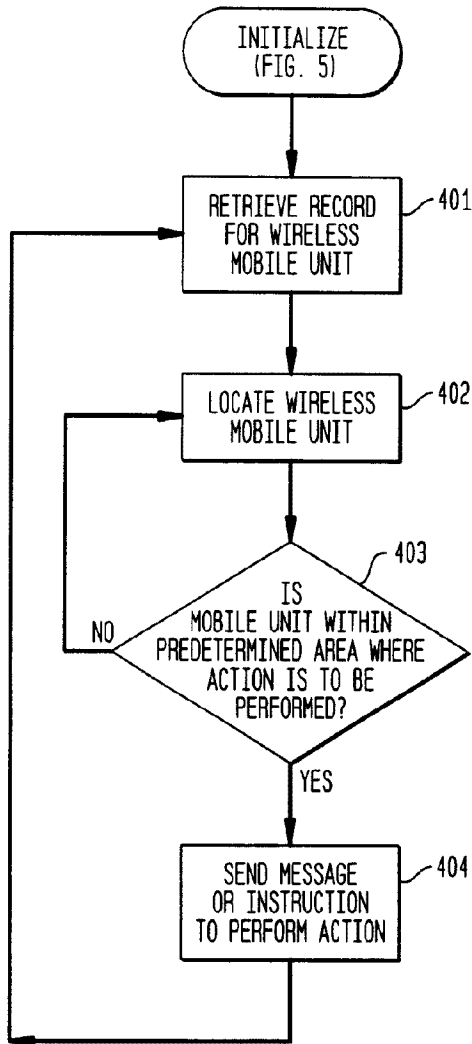 INITIALIZE
(FIG. 5)
RETRIEVE RECORD
FOR WIRELESS
MOBILE UNIT
401
LOCATE WIRELESS
MOBILE UNIT
402
403
IS
MOBILE UNIT WITHIN
PREDETERMINED AREA WHERE
ACTION IS TO BE
PERFORMED?
NO
YES
SEND MESSAGE
OR INSTRUCTION
TO PERFORM ACTION
404